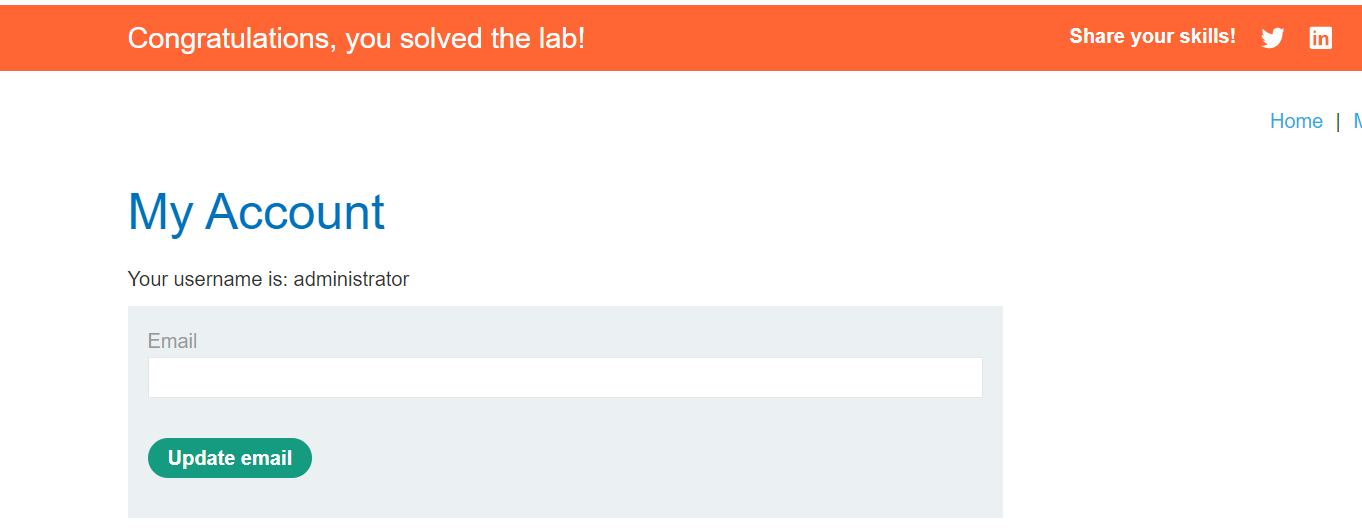 Congratulations, you solved the lab!
Share your skills!
Home |
My Account
Your username is: administrator
Email
Update email